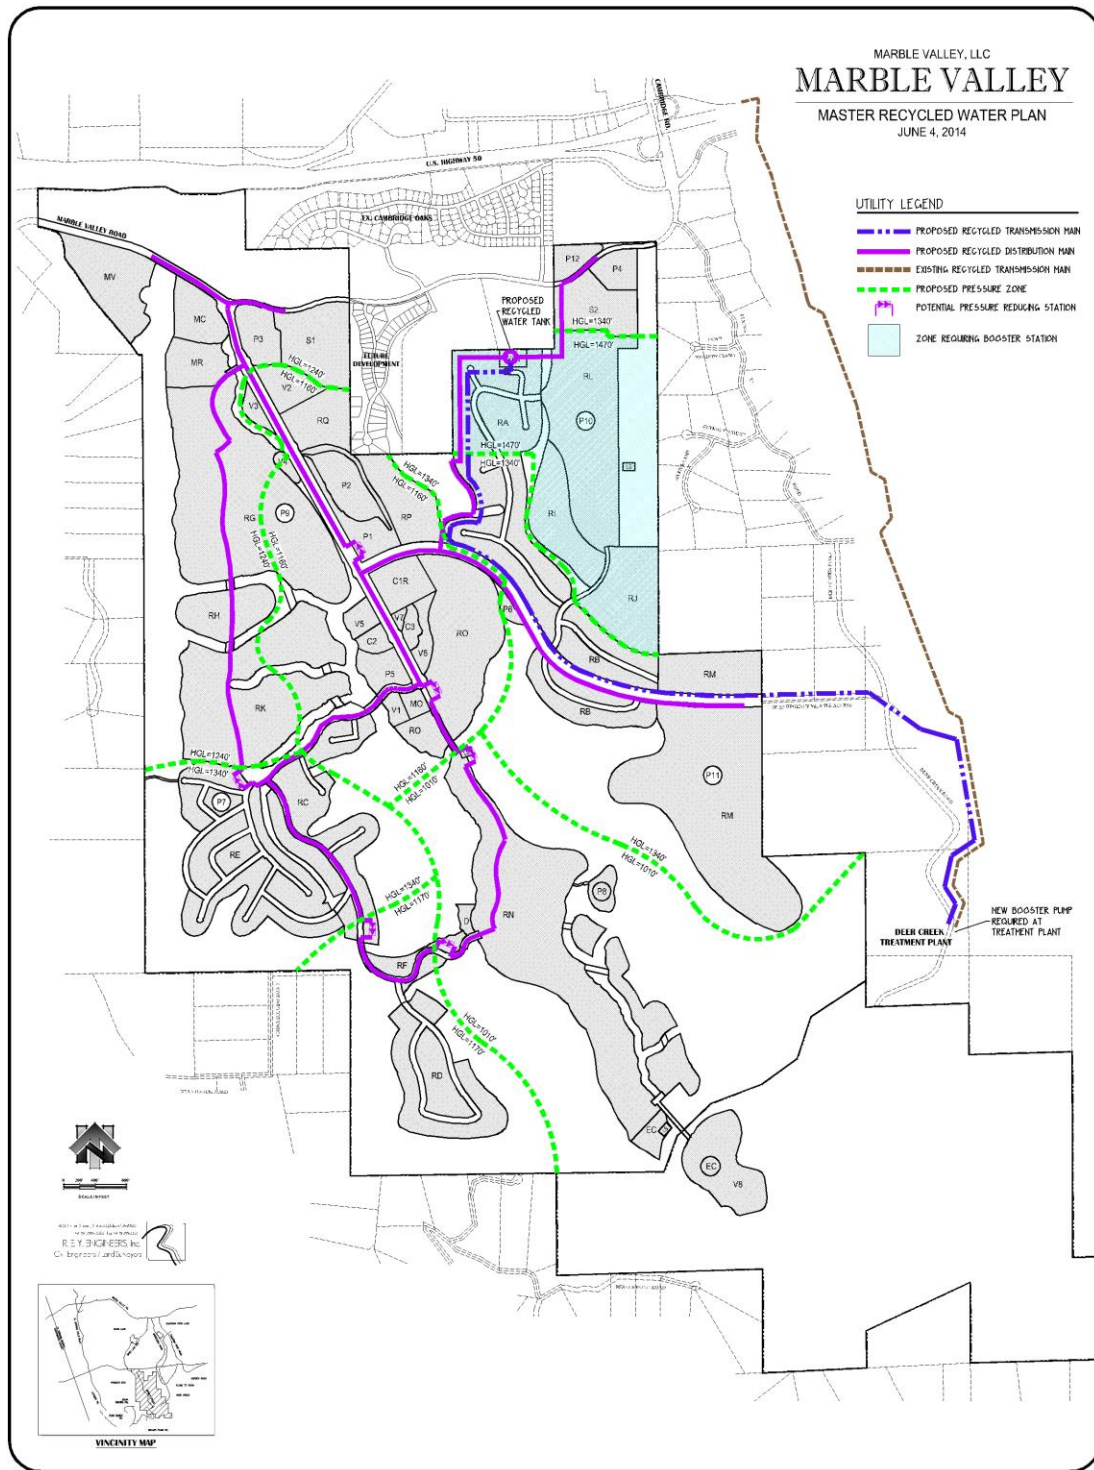 MARBLE VALLEY, LLC
MARBLE VALLEY
MASTER RECYCLED WATER PLAN
JUNE 4, 2014
UTILITY LEGEND
PROPOSED RECYCLED TRANSMISSION MAIN
PROPOSED RECYCLED DISTRIBUTION MAIN
EXISTING RECYCLED TRANSMISSION MAIN
PROPOSED PRESSURE ZONE
POTENTIAL PRESSURE REDUCING STATION
ZONE REQUIRING BOOSTER STATION
CAMBRIDGE RD.
U.S. HIGHWAY 50
EX. CAMBRIDGE OAKS
MARBLE VALLEY ROAD
MV
MC
P3
S1
MR
HGL=1240'
HGL=1160'
V2
V3
RQ
FUTURE
DEVELOPMENT
PROPOSED
RECYCLED
WATER TANK
P12
P4
S2
HGL=1340'
HGL=1470'
RL
RA
P10
HGL=1470'
HGL=1340'
HGL=1340'
HGL=1160'
P2
RP
P1
RG
P9
HGL=1160'
HGL=1240'
RI
RJ
RH
C1R
V5
V7
C3
C2
V6
RO
P6
P5
RB
RB
RM
RK
V1
MO
RO
HGL=1240'
HGL=1340'
HGL=1160'
HGL=1010'
P7
RC
RE
P11
RM
HGL=1340'
HGL=1010'
HGL=1340'
HGL=1170'
P8
RN
D
RF
HGL=1010'
HGL=1170'
RD
EC
EC
V8
DEER CREEK ROAD
DEER CREEK
TREATMENT PLANT
NEW BOOSTER PUMP
REQUIRED AT
TREATMENT PLANT
R.E.Y. ENGINEERS, Inc.
Civil Engineers / Land Surveyors
VINCINITY MAP